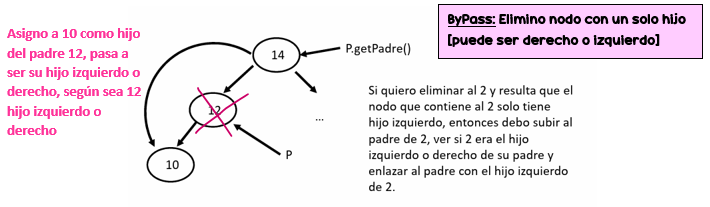 ByPass: Elimino nodo con un solo hijo
[puede ser derecho o izquierdo]
Asigno a 10 como hijo
del padre 12, pasa a
ser su hijo izquierdo o
derecho, según sea 12
hijo izquierdo o
derecho
14
P.getPadre()
12
...
10
P
Si quiero eliminar al 2 y resulta que el
nodo que contiene al 2 solo tiene
hijo izquierdo, entonces debo subir al
padre de 2, ver si 2 era el hijo
izquierdo o derecho de su padre y
enlazar al padre con el hijo izquierdo
de 2.